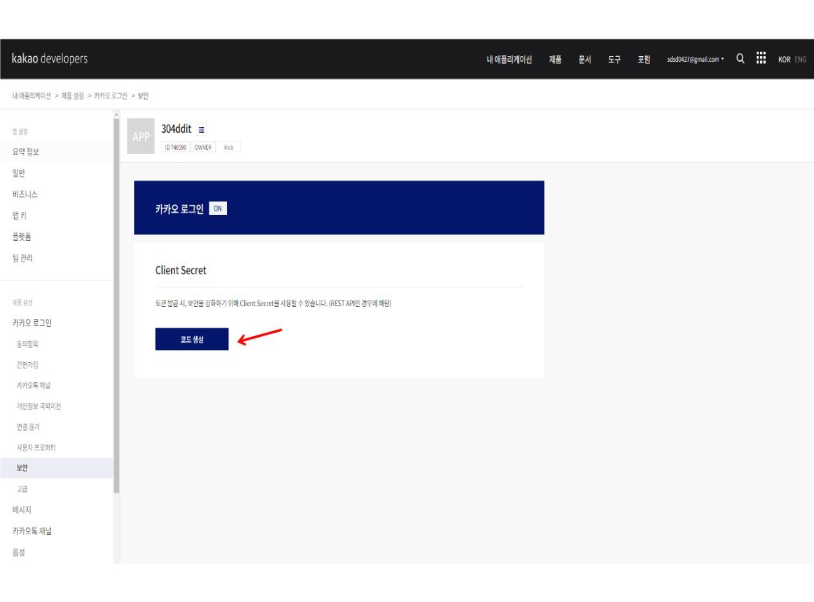 kakao developers
내 애플리케이션 제품 문서 도구 포럼 sdsd0427@gmail.com KOR ENG
내 애플리케이션 > 제품 설정 > 카카오 로그인 > 보안
앱 설정
요약 정보
일반
비즈니스
앱 키
플랫폼
팀 관리
제품 설정
카카오 로그인
동의항목
간편가입
카카오톡 채널
개인정보 국외이전
연결 끊기
사용자 프로퍼티
보안
고급
메시지
카카오톡 채널
음성
APP
304ddit
ID 746590 OWNER Web
카카오 로그인 ON
Client Secret
토큰 발급 시, 보안을 강화하기 위해 Client Secret을 사용할 수 있습니다. (REST API인 경우에 해당)
코드 생성